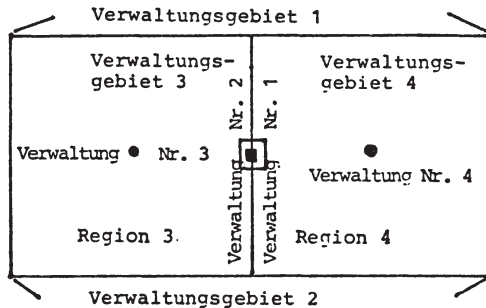 Verwaltungsgebiet 1
Verwaltungs-
gebiet 3
Verwaltungs-
gebiet 4
Verwaltung Nr. 2
Verwaltung Nr. 1
Verwaltung Nr. 3
Verwaltung Nr. 4
Region 3.
Region 4
Verwaltungsgebiet 2